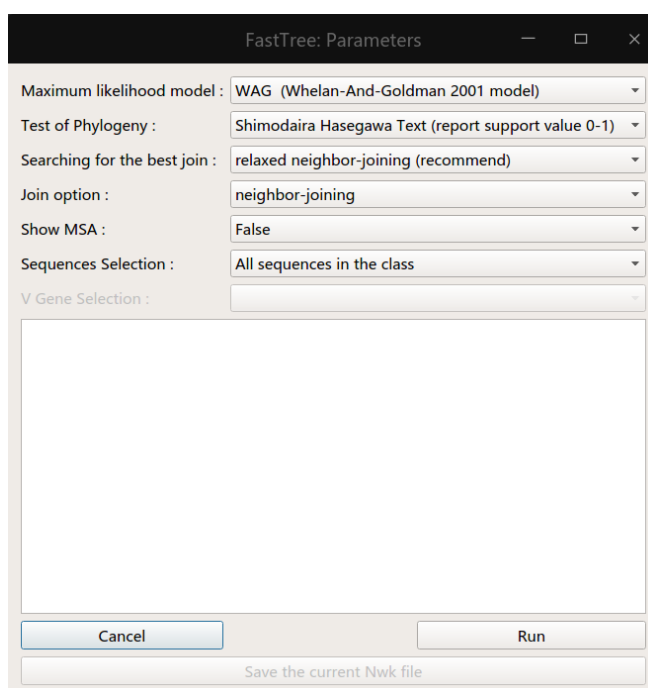 FastTree: Parameters
Maximum likelihood model : WAG (Whelan-And-Goldman 2001 model)
Test of Phylogeny : Shimodaira Hasegawa Text (report support value 0-1)
Searching for the best join : relaxed neighbor-joining (recommend)
Join option : neighbor-joining
Show MSA : False
Sequences Selection : All sequences in the class
V Gene Selection :
Cancel Run
Save the current Nwk file